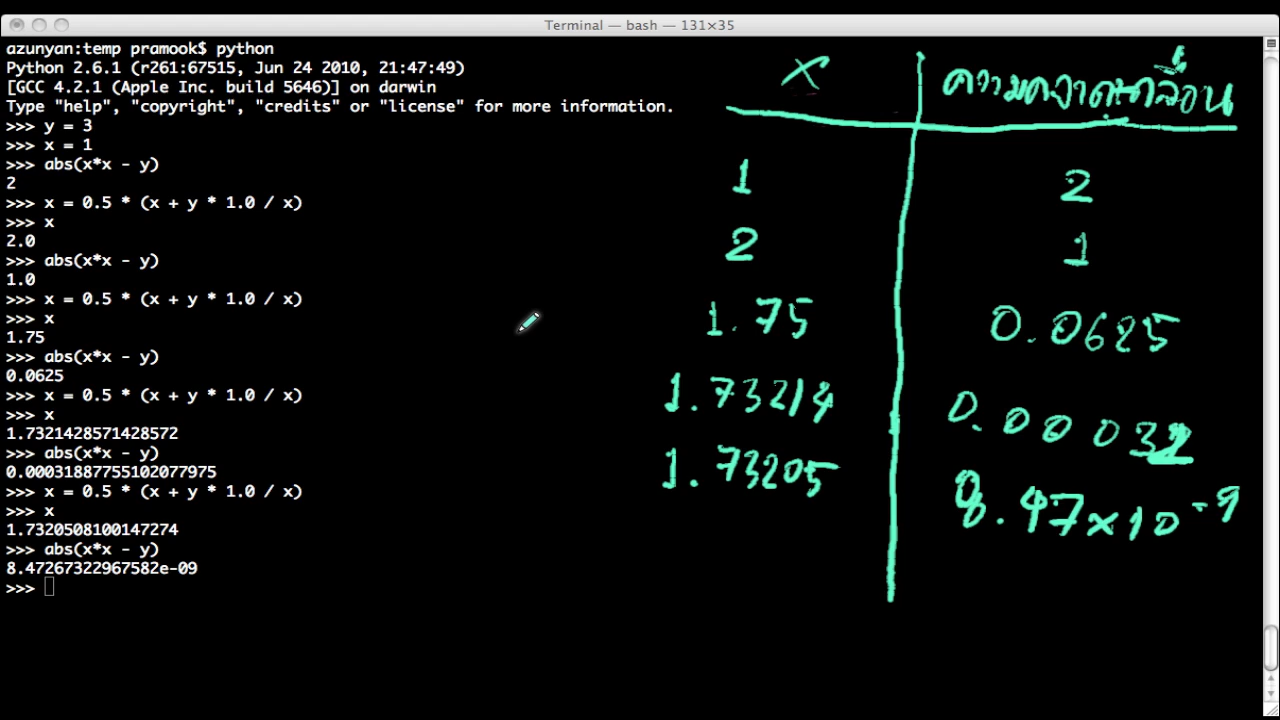 Terminal — bash — 131×35
azunyan:temp pramook$ python
Python 2.6.1 (r261:67515, Jun 24 2010, 21:47:49)
[GCC 4.2.1 (Apple Inc. build 5646)] on darwin
Type "help", "copyright", "credits" or "license" for more information.
>>> y = 3
>>> x = 1
>>> abs(x*x - y)
2
>>> x = 0.5 * (x + y * 1.0 / x)
>>> x
2.0
>>> abs(x*x - y)
1.0
>>> x = 0.5 * (x + y * 1.0 / x)
>>> x
1.75
>>> abs(x*x - y)
0.0625
>>> x = 0.5 * (x + y * 1.0 / x)
>>> x
1.7321428571428572
>>> abs(x*x - y)
0.00031887755102077975
>>> x = 0.5 * (x + y * 1.0 / x)
>>> x
1.7320508100147274
>>> abs(x*x - y)
8.47267322967582e-09
>>>
x ความคลาดเคลื่อน
1 2
2 1
1.75 0.0625
1.73214 0.00032
1.73205 8.47×10⁻⁹